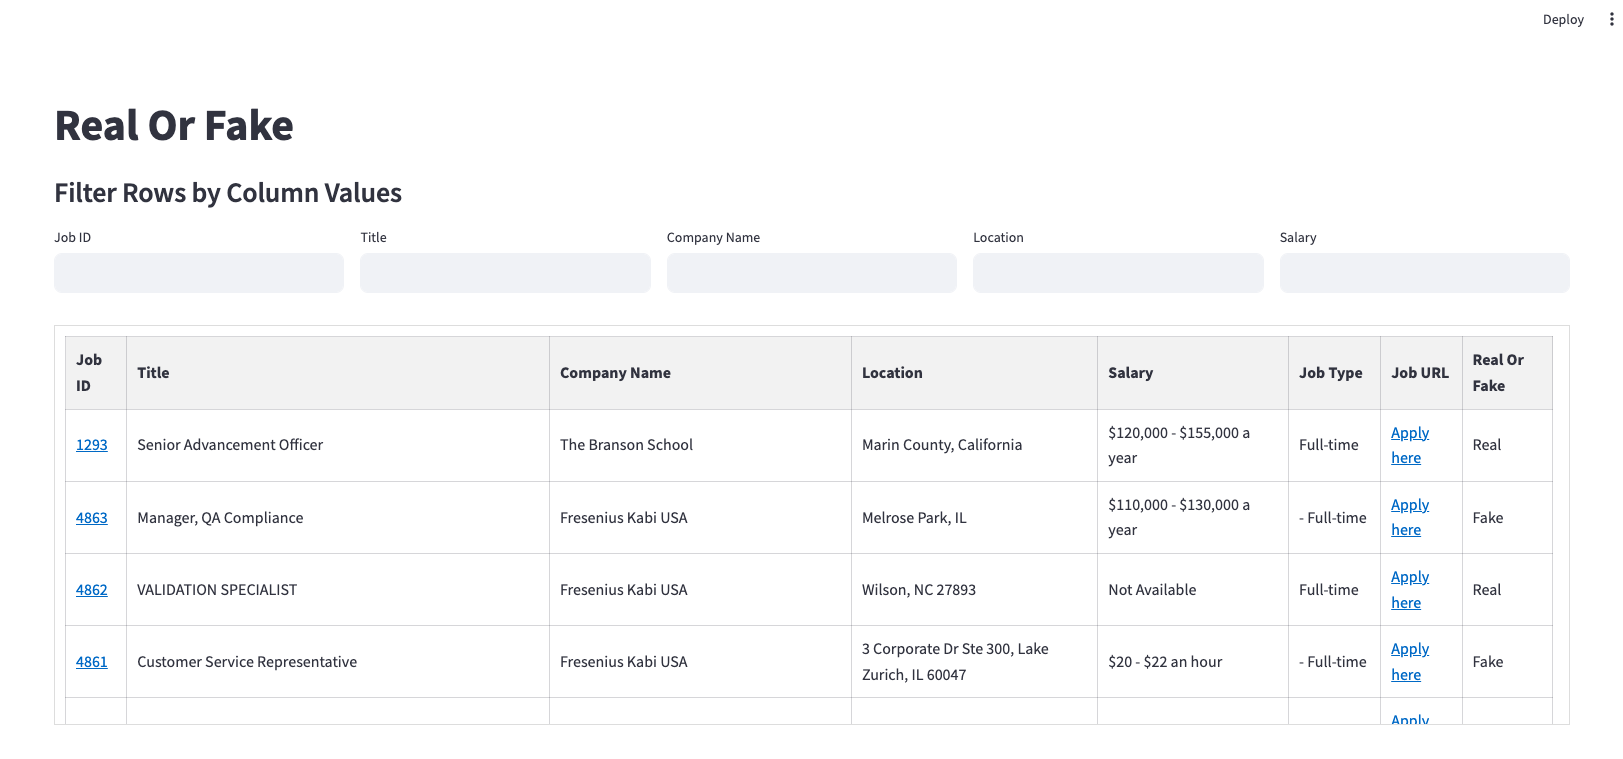 Deploy
Real Or Fake
Filter Rows by Column Values
Job ID
Title
Company Name
Location
Salary
Job ID
Title
Company Name
Location
Salary
Job Type
Job URL
Real Or Fake
1293
Senior Advancement Officer
The Branson School
Marin County, California
$120,000 - $155,000 a
year
Full-time
Apply
here
Real
4863
Manager, QA Compliance
Fresenius Kabi USA
Melrose Park, IL
$110,000 - $130,000 a
year
- Full-time
Apply
here
Fake
4862
VALIDATION SPECIALIST
Fresenius Kabi USA
Wilson, NC 27893
Not Available
Full-time
Apply
here
Real
4861
Customer Service Representative
Fresenius Kabi USA
3 Corporate Dr Ste 300, Lake
Zurich, IL 60047
$20 - $22 an hour
- Full-time
Apply
here
Fake
Apply